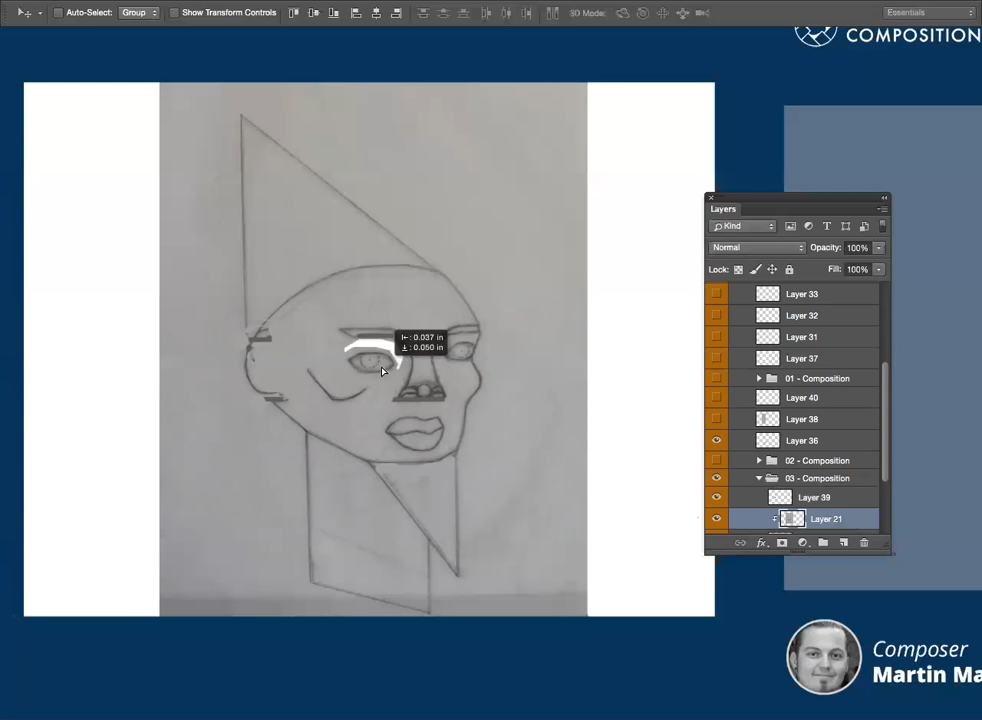 Auto-Select: Group Show Transform Controls 3D Mode: Essentials
COMPOSITION
Layers
Kind
Normal Opacity: 100%
Lock: Fill: 100%
Layer 33
Layer 32
Layer 31
⊢: 0.037 in
↓: 0.050 in
Layer 37
01 - Composition
Layer 40
Layer 38
Layer 36
02 - Composition
03 - Composition
Layer 39
Layer 21
fx
Composer
Martin Ma